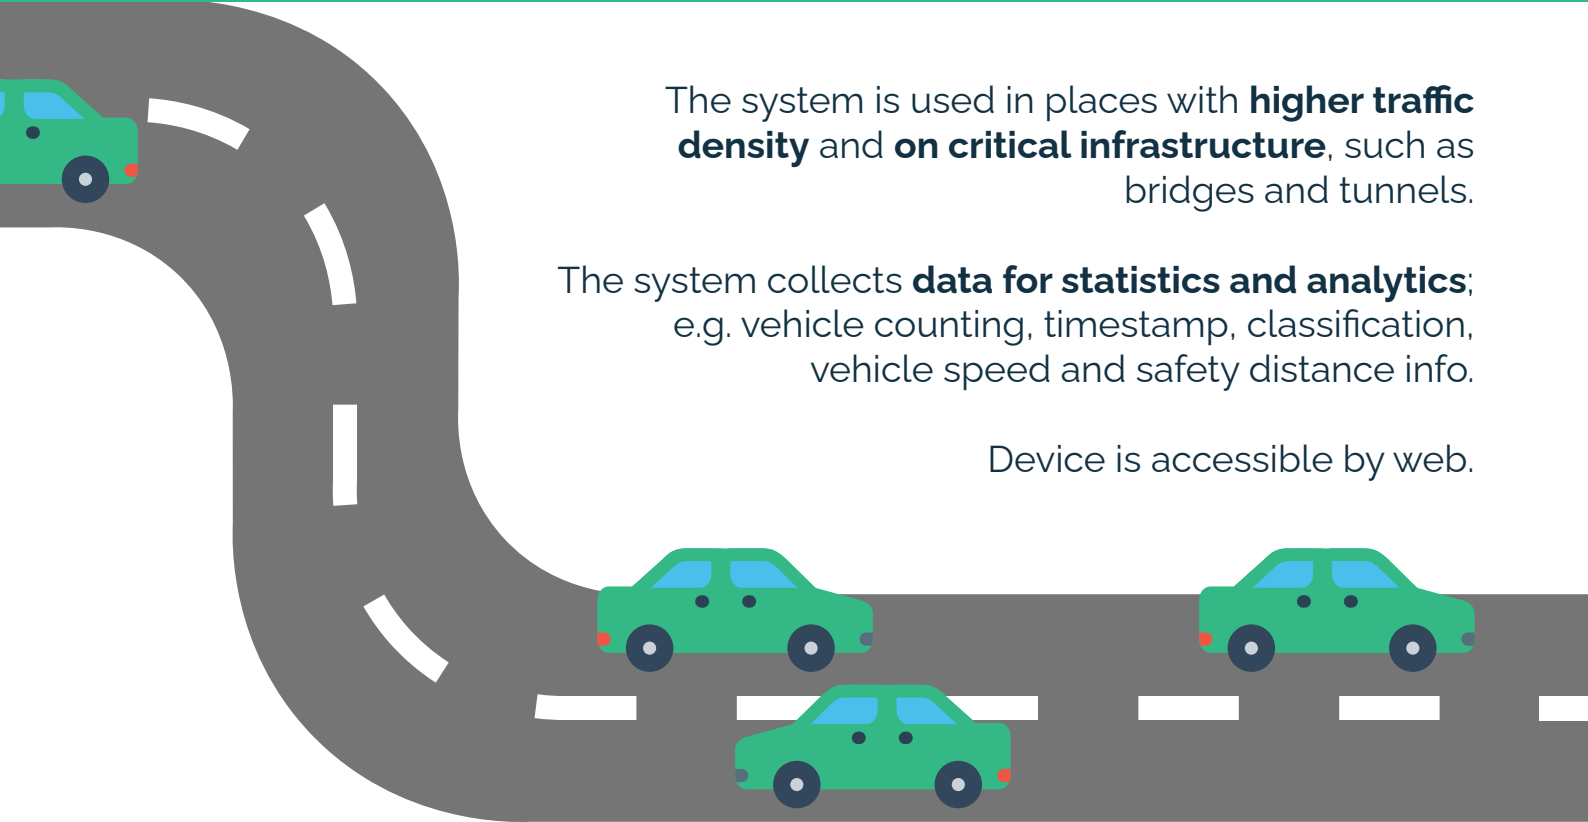 The system is used in places with higher traffic
density and on critical infrastructure, such as
bridges and tunnels.
The system collects data for statistics and analytics;
e.g. vehicle counting, timestamp, classification,
vehicle speed and safety distance info.
Device is accessible by web.